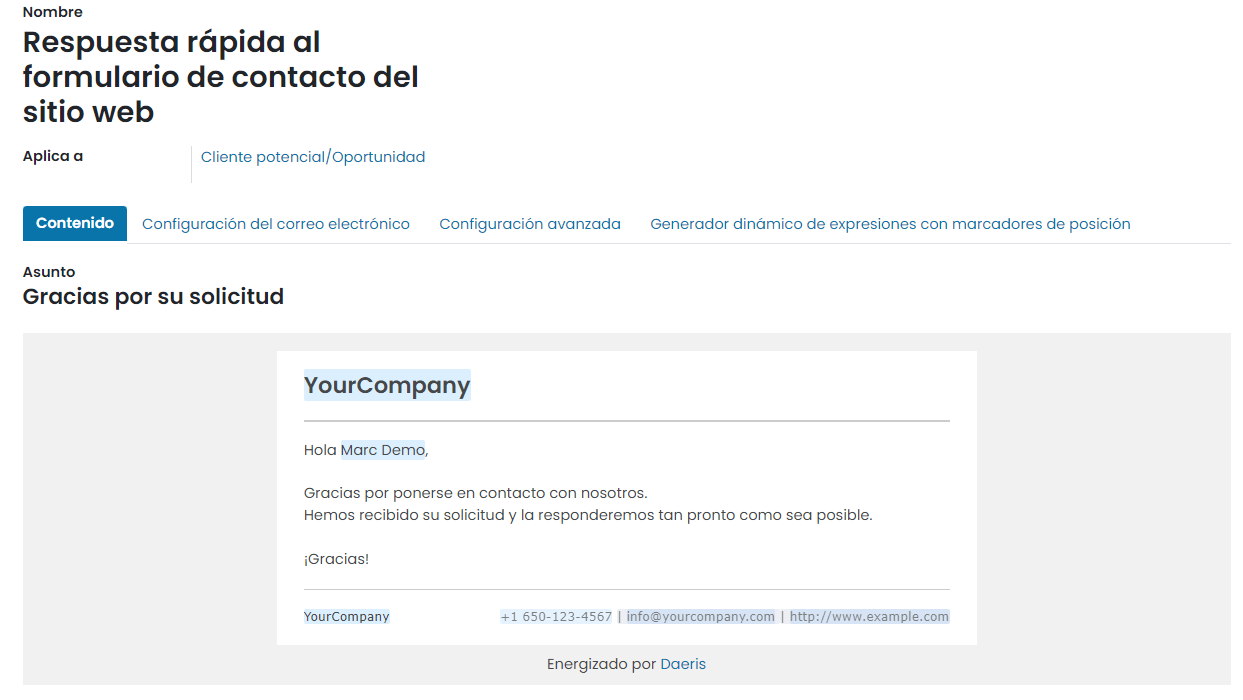 Nombre
Respuesta rápida al
formulario de contacto del
sitio web
Aplica a
Cliente potencial/Oportunidad
Contenido Configuración del correo electrónico Configuración avanzada Generador dinámico de expresiones con marcadores de posición
Asunto
Gracias por su solicitud
YourCompany
Hola Marc Demo,
Gracias por ponerse en contacto con nosotros.
Hemos recibido su solicitud y la responderemos tan pronto como sea posible.
¡Gracias!
YourCompany +1 650-123-4567 | info@yourcompany.com | http://www.example.com
Energizado por Daeris